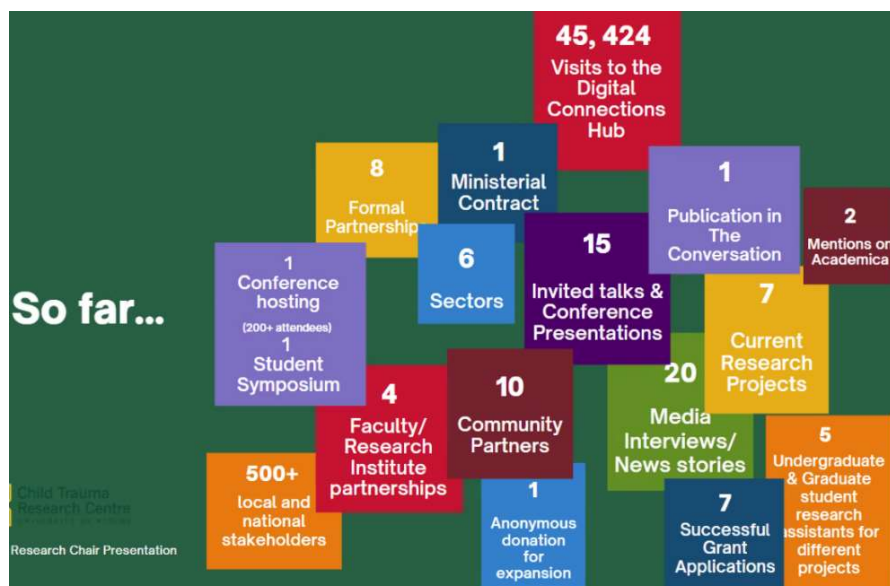 So far...
45, 424
Visits to the
Digital
Connections
Hub
8
Formal
Partnership
1
Ministerial
Contract
1
Publication in
The
Conversation
2
Mentions on
Academica
1
Conference
hosting
(200+ attendees)
1
Student
Symposium
6
Sectors
15
Invited talks &
Conference
Presentations
7
Current
Research
Projects
4
Faculty/
Research
Institute
partnerships
10
Community
Partners
20
Media
Interviews/
News stories
5
Undergraduate
& Graduate
student
research
assistants for
different
projects
500+
local and
national
stakeholders
1
Anonymous
donation
for
expansion
7
Successful
Grant
Applications
Child Trauma
Research Centre
Research Chair Presentation